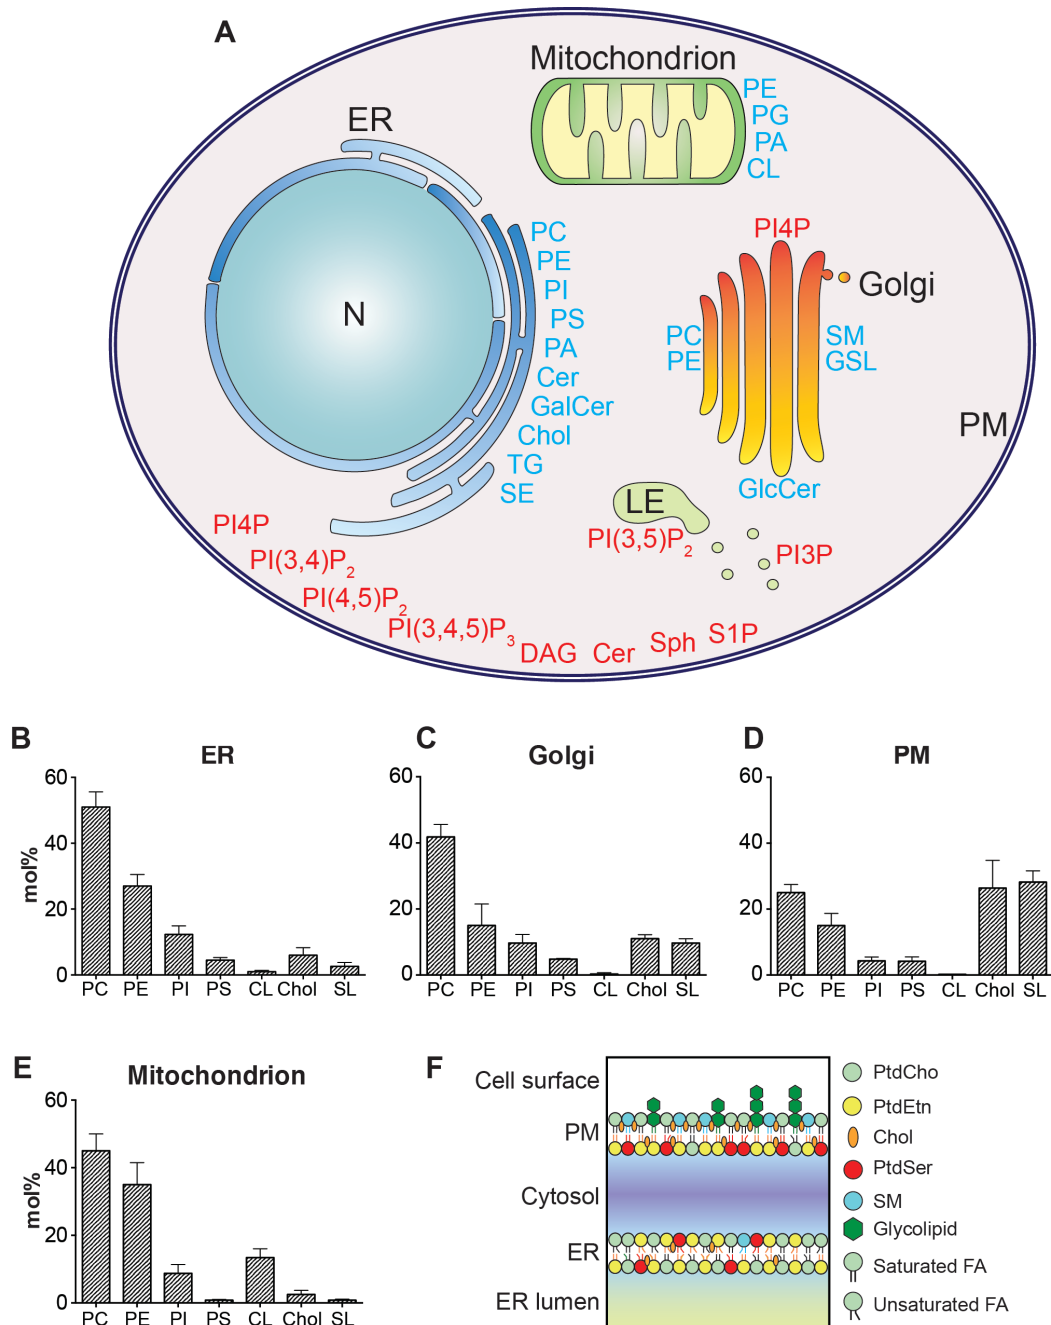 A
Mitochondrion
PE
PG
PA
CL
ER
PC
PE
PI
PS
PA
Cer
GalCer
Chol
TG
SE
N
PI4P
Golgi
PC
PE
SM
GSL
GlcCer
PM
LE
PI(3,5)P2
PI3P
PI4P
PI(3,4)P2
PI(4,5)P2
PI(3,4,5)P3
DAG
Cer
Sph
S1P
B
ER
mol%
60
40
20
0
PC PE PI PS CL Chol SL
C
Golgi
60
40
20
0
PC PE PI PS CL Chol SL
D
PM
60
40
20
0
PC PE PI PS CL Chol SL
E
Mitochondrion
mol%
60
40
20
0
PC PE PI PS CL Chol SL
F
Cell surface
PM
Cytosol
ER
ER lumen
PtdCho
PtdEtn
Chol
PtdSer
SM
Glycolipid
Saturated FA
Unsaturated FA